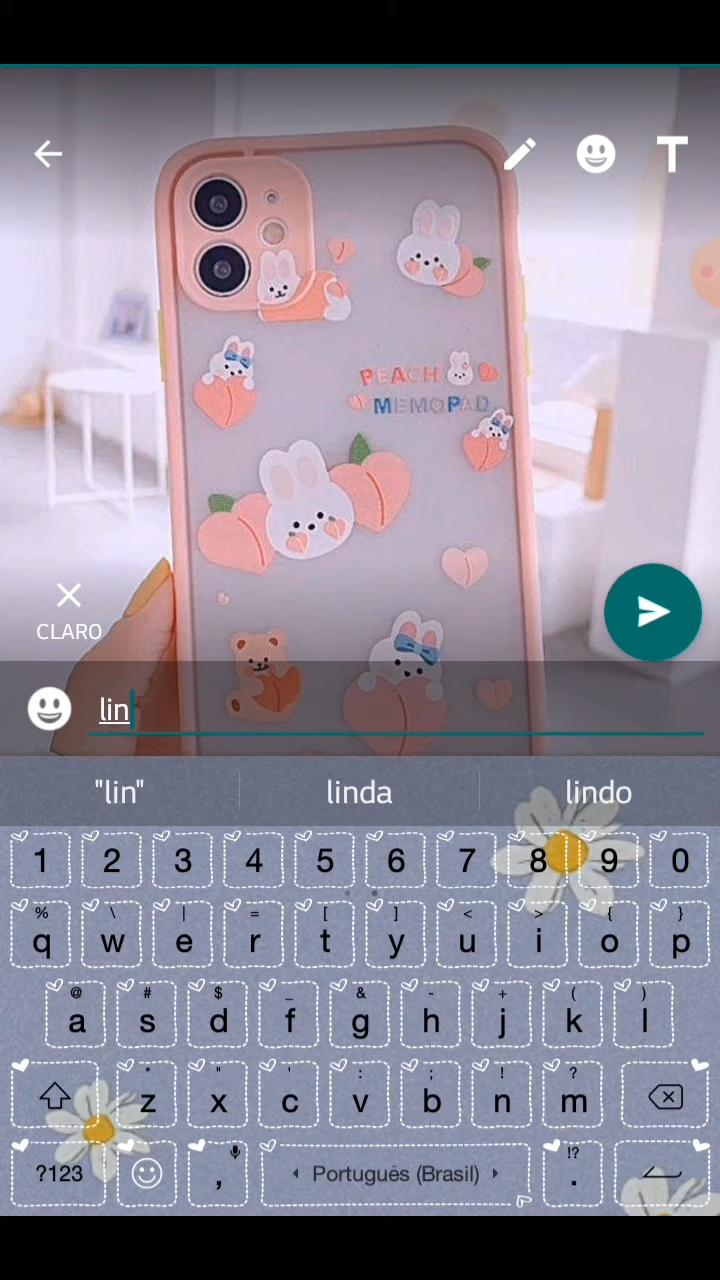 T
PEACH
MEMOPAD
CLARO
lin
"lin" linda lindo
1 2 3 4 5 6 7 8 9 0
% \ | = [ ] < > { }
q w e r t y u i o p
@ # $ _ & - + ( )
a s d f g h j k l
* " ' : ; ! ?
z x c v b n m
!?
?123 , Português (Brasil) .